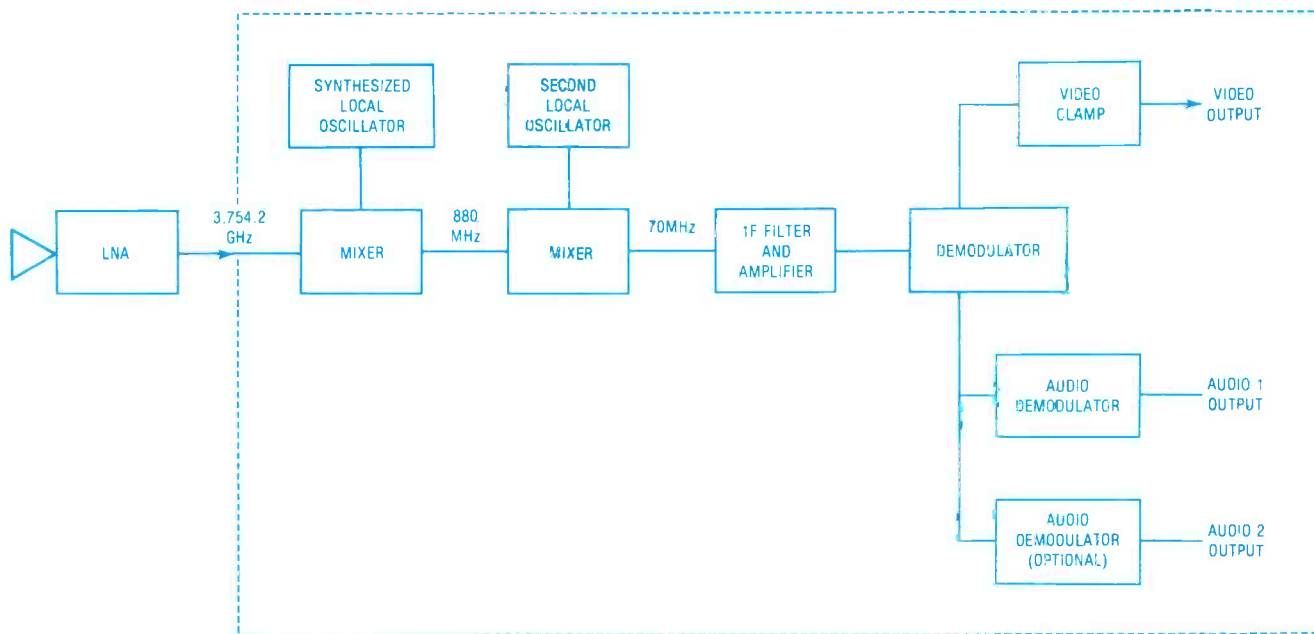 SYNTHESIZED
LOCAL
OSCILLATOR
SECOND
LOCAL
OSCILLATOR
VIDEO
CLAMP
VIDEO
OUTPUT
LNA
3.754.2
GHz
MIXER
880
MHz
MIXER
70MHz
1F FILTER
AND
AMPLIFIER
DEMODULATOR
AUDIO
DEMODULATOR
AUDIO 1
OUTPUT
AUDIO
DEMODULATOR
(OPTIONAL)
AUDIO 2
OUTPUT